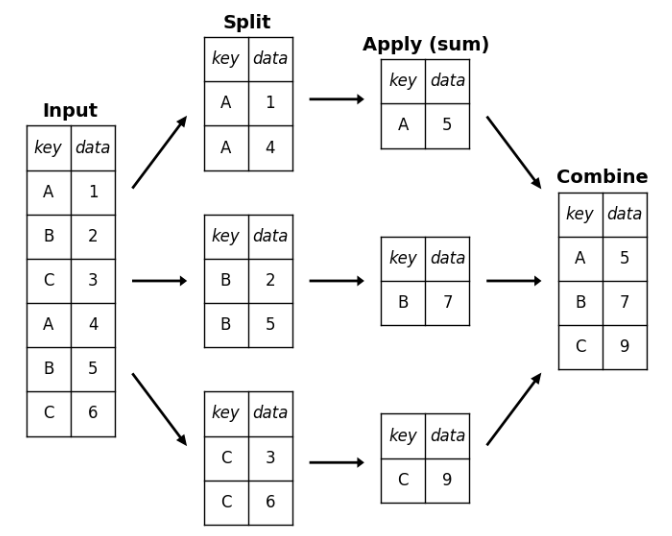 Input
key data
A 1
B 2
C 3
A 4
B 5
C 6
Split
key data
A 1
A 4
key data
B 2
B 5
key data
C 3
C 6
Apply (sum)
key data
A 5
key data
B 7
key data
C 9
Combine
key data
A 5
B 7
C 9